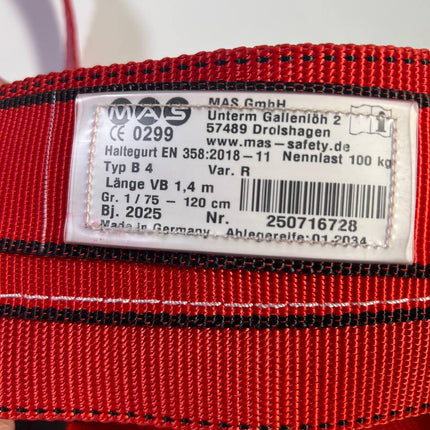 MAS
MAS GmbH
Unterm Gallenlöh 2
CE 0299
57489 Drolshagen
www.mas-safety.de
Haltegurt EN 358:2018-11 Nennlast 100 kg
Typ B 4 Var. R
Länge VB 1,4 m
Gr. 1/75 - 120 cm
Bj. 2025 Nr. 250716728
Made in Germany Ablegereife: 01.2034